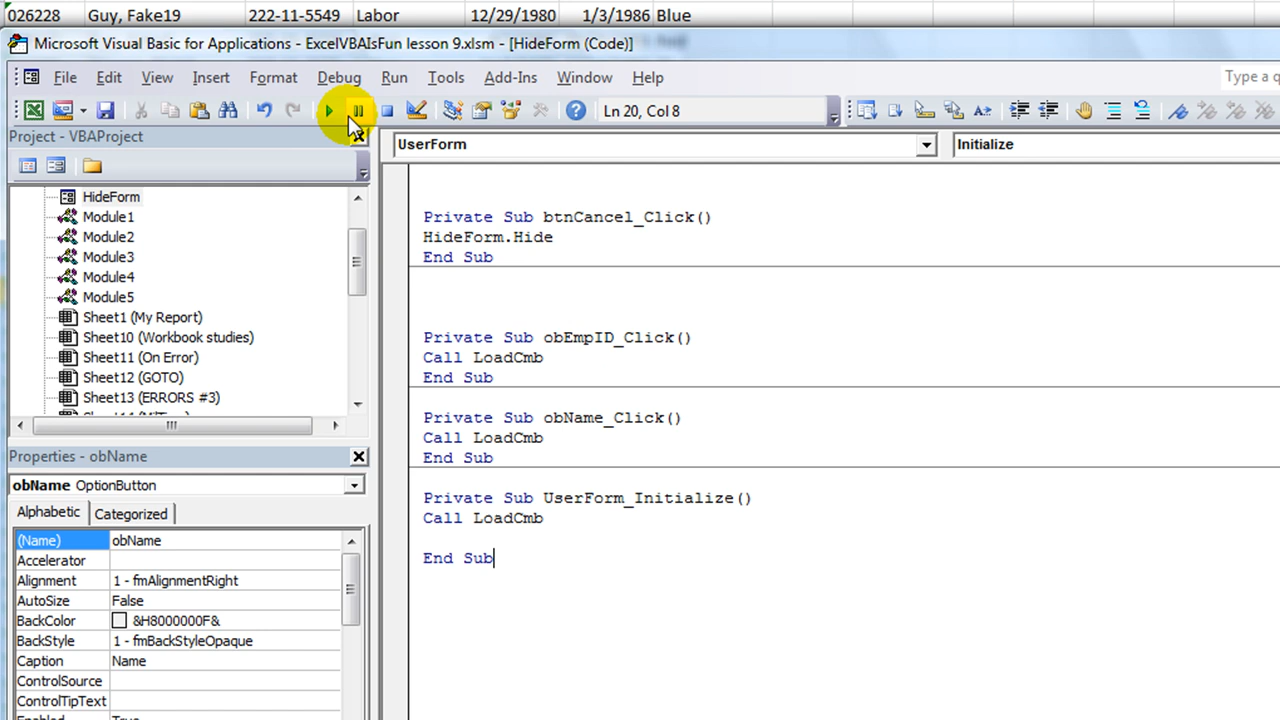 026228 Guy, Fake19 222-11-5549 Labor 12/29/1980 1/3/1986 Blue
Microsoft Visual Basic for Applications - ExcelVBAIsFun lesson 9.xlsm - [HideForm (Code)]
File Edit View Insert Format Debug Run Tools Add-Ins Window Help
Type a q
Ln 20, Col 8
Project - VBAProject
UserForm
Initialize
HideForm
Module1
Module2
Module3
Module4
Module5
Sheet1 (My Report)
Sheet10 (Workbook studies)
Sheet11 (On Error)
Sheet12 (GOTO)
Sheet13 (ERRORS #3)
Properties - obName
obName OptionButton
Alphabetic Categorized
(Name) obName
Accelerator
Alignment 1 - fmAlignmentRight
AutoSize False
BackColor &H8000000F&
BackStyle 1 - fmBackStyleOpaque
Caption Name
ControlSource
ControlTipText
Private Sub btnCancel_Click()
HideForm.Hide
End Sub
Private Sub obEmpID_Click()
Call LoadCmb
End Sub
Private Sub obName_Click()
Call LoadCmb
End Sub
Private Sub UserForm_Initialize()
Call LoadCmb
End Sub